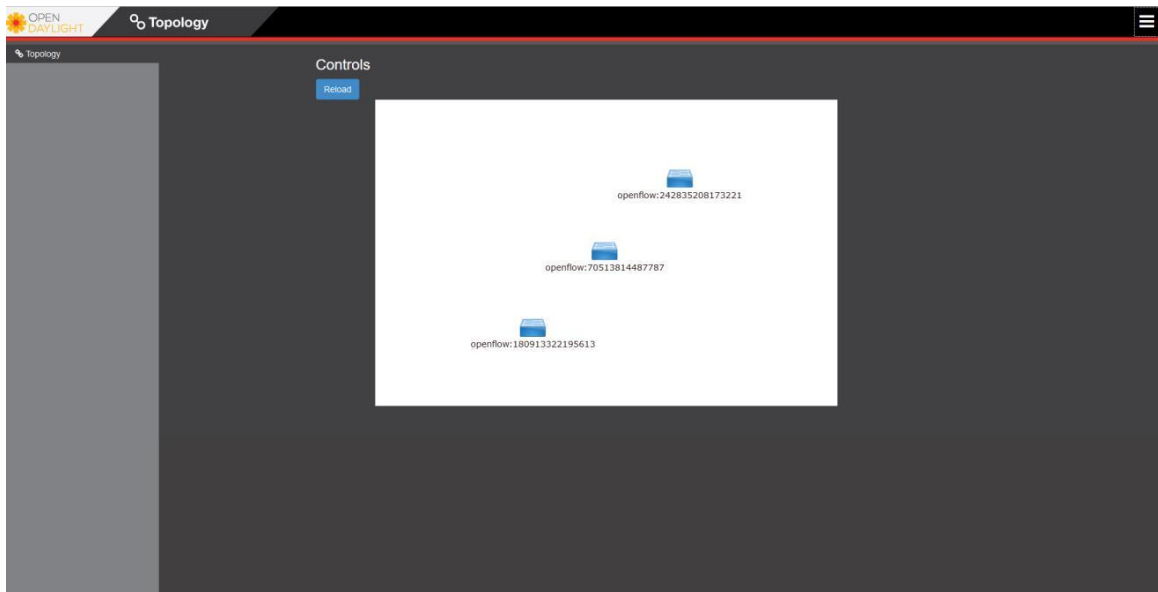 OPEN
DAYLIGHT
Topology
Topology
Controls
Reload
openflow:242835208173221
openflow:70513814487787
openflow:180913322195613